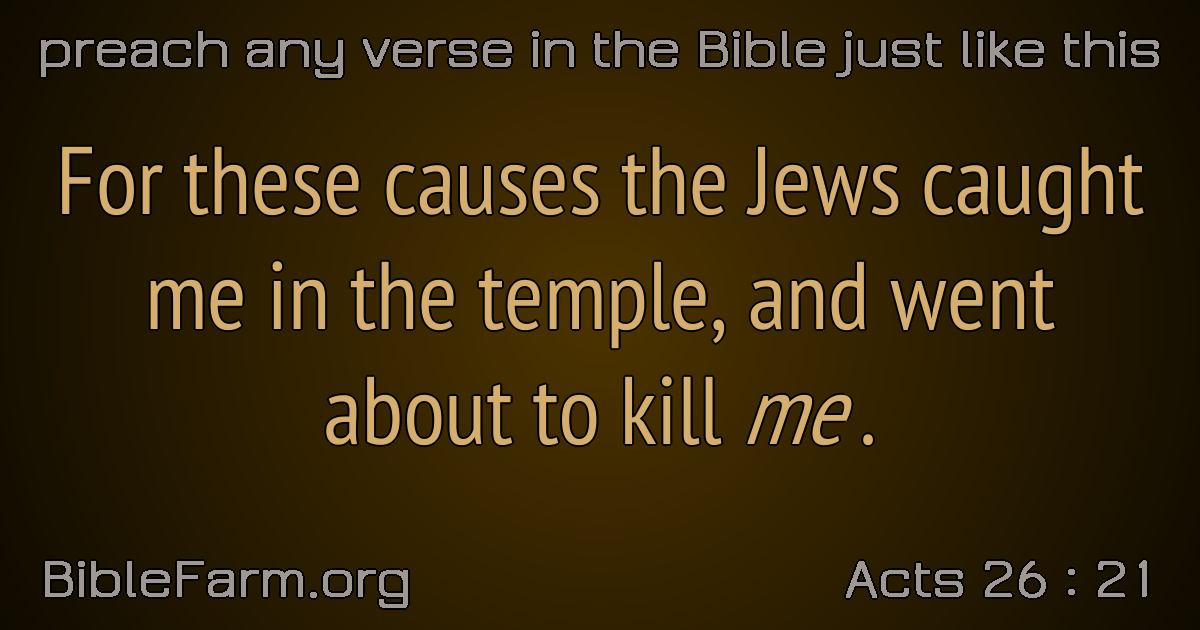 preach any verse in the Bible just like this
For these causes the Jews caught
me in the temple, and went
about to kill me .
BibleFarm.org
Acts 26 : 21